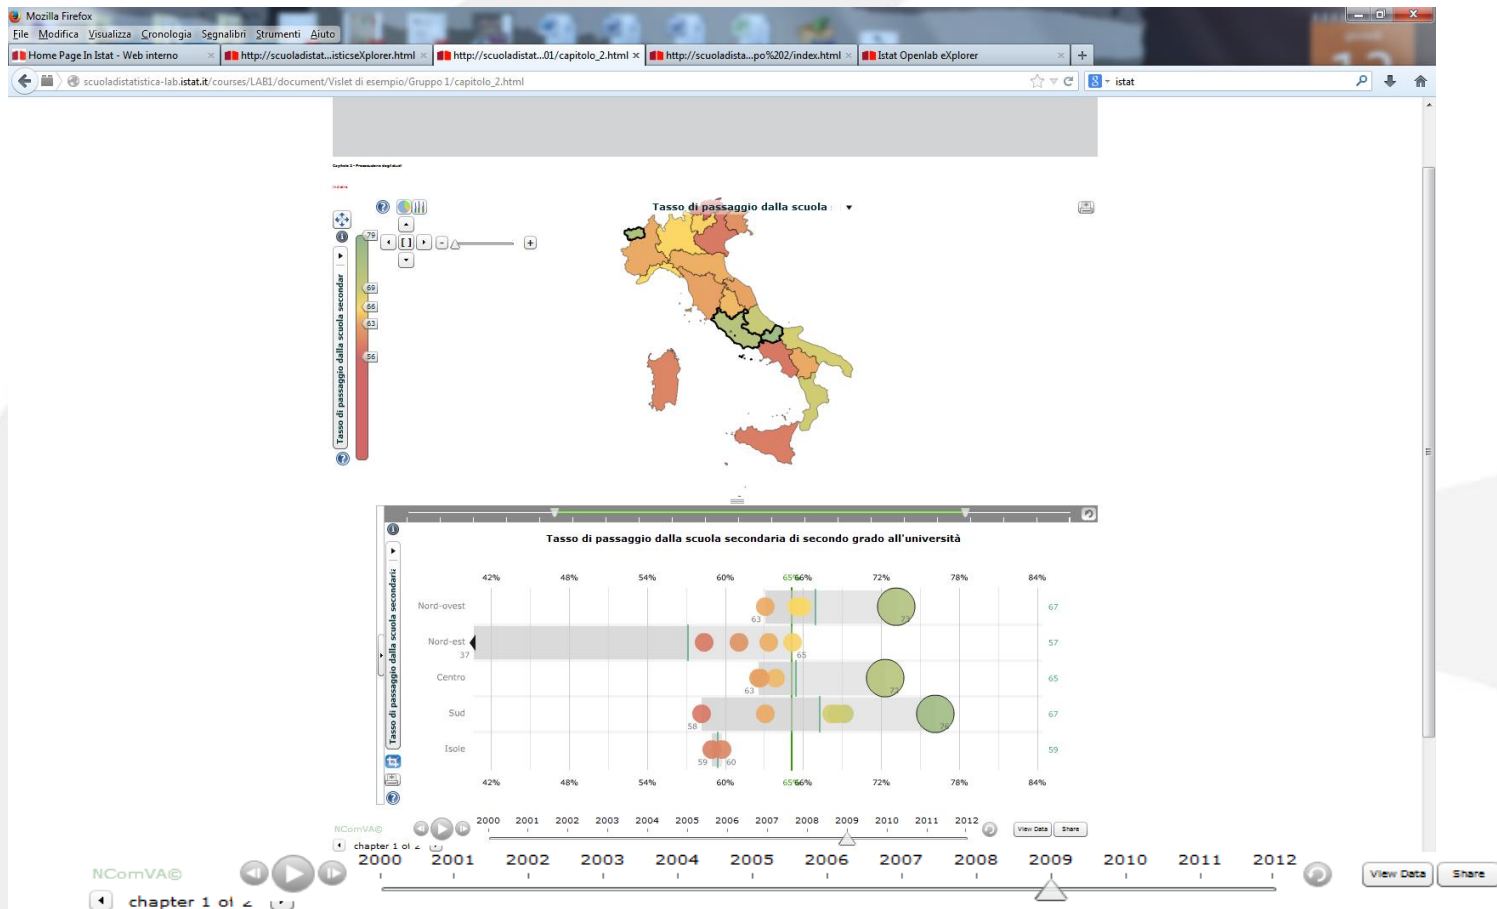 Mozilla Firefox
File Modifica Visualizza Cronologia Segnalibri Strumenti Aiuto
Home Page In Istat - Web interno × http://scuoladistat...isticseXplorer.html × http://scuoladistat...01/capitolo_2.html × http://scuoladista...po%202/index.html × Istat Openlab eXplorer × +
scuoladistatistica-lab.istat.it/courses/LAB1/document/Vislet di esempio/Gruppo 1/capitolo_2.html
8 istat
Capitolo 2 - Prosecuzione degli studi
Tasso di passaggio dalla scuola
79
69
66
63
56
Tasso di passaggio dalla scuola secondar
Tasso di passaggio dalla scuola secondaria di secondo grado all'università
Tasso di passaggio dalla scuola secondaria
42% 48% 54% 60% 65% 66% 72% 78% 84%
Nord-ovest 63 73 67
Nord-est 37 65 57
Centro 63 72 65
Sud 58 76 67
Isole 59 60 59
42% 48% 54% 60% 65% 66% 72% 78% 84%
NComVA©
2000 2001 2002 2003 2004 2005 2006 2007 2008 2009 2010 2011 2012
View Data Share
chapter 1 of 2
2000 2001 2002 2003 2004 2005 2006 2007 2008 2009 2010 2011 2012
NComVA©
View Data Share
chapter 1 of 2